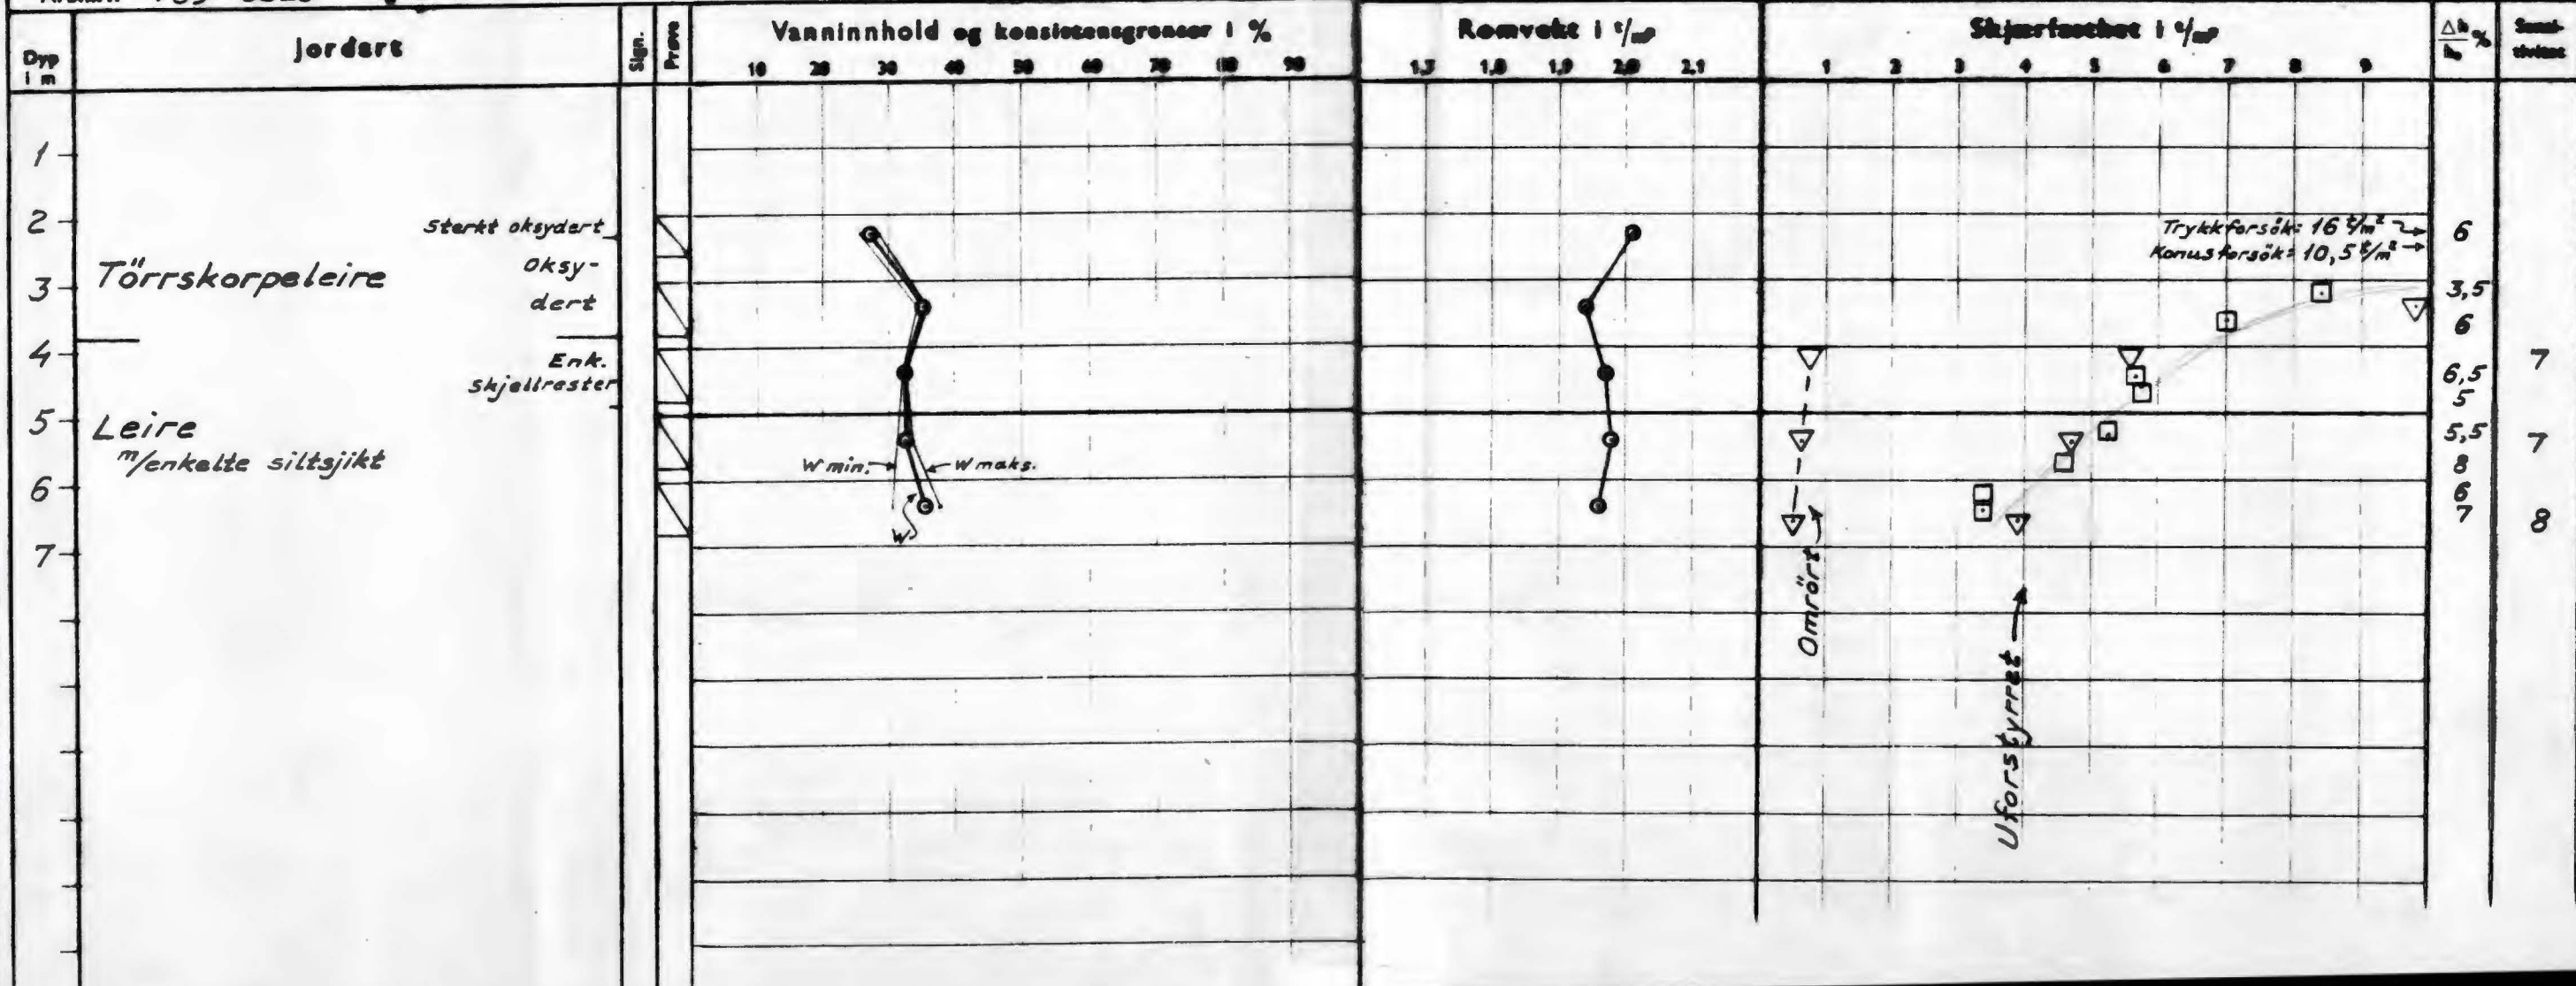 Dyp
i m
Jordart
Sign.
Prøve
Vanninnhold og konsistensgrenser i %
10 20 30 40 50 60 70 80 90
Romvekt i t/m³
1,7 1,8 1,9 2,0 2,1
Skjærfasthet i t/m²
1 2 3 4 5 6 7 8 9
Δh
h₀ %
Sensi-
tivitet
1
2
3
4
5
6
7
Sterkt oksydert
Törrskorpeleire
oksy-
dert
Enk.
skjellrester
Leire
m/enkelte siltsjikt
W min.
W maks.
W
Trykkforsök: 16 t/m²
Konusforsök: 10,5 t/m²
Omrört
Uforstyrret
6
3,5
6
6,5
5
5,5
8
6
7
7
7
8